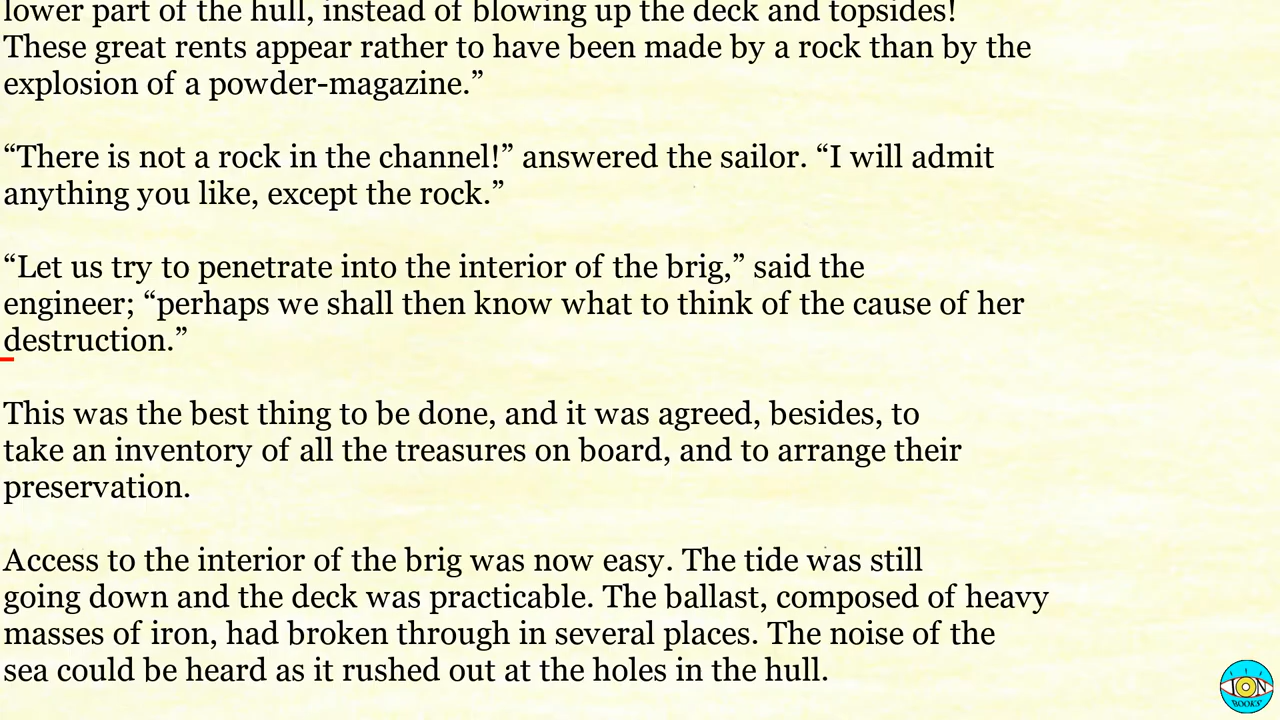 lower part of the hull, instead of blowing up the deck and topsides!
These great rents appear rather to have been made by a rock than by the
explosion of a powder-magazine.”
“There is not a rock in the channel!” answered the sailor. “I will admit
anything you like, except the rock.”
“Let us try to penetrate into the interior of the brig,” said the
engineer; “perhaps we shall then know what to think of the cause of her
destruction.”
This was the best thing to be done, and it was agreed, besides, to
take an inventory of all the treasures on board, and to arrange their
preservation.
Access to the interior of the brig was now easy. The tide was still
going down and the deck was practicable. The ballast, composed of heavy
masses of iron, had broken through in several places. The noise of the
sea could be heard as it rushed out at the holes in the hull.
ION
BOOKS